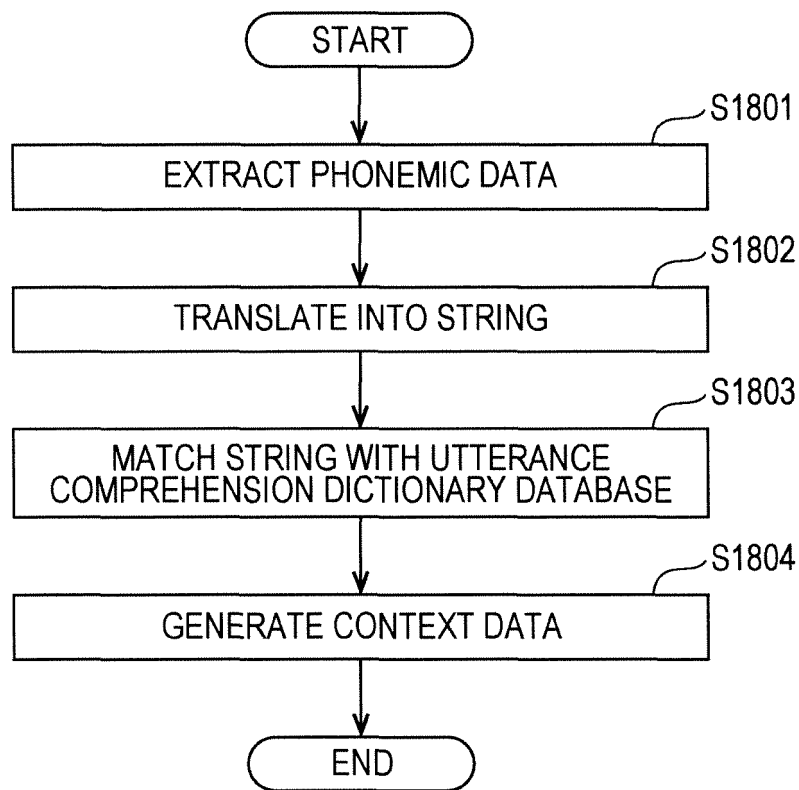 START
S1801
EXTRACT PHONEMIC DATA
S1802
TRANSLATE INTO STRING
S1803
MATCH STRING WITH UTTERANCE
COMPREHENSION DICTIONARY DATABASE
S1804
GENERATE CONTEXT DATA
END